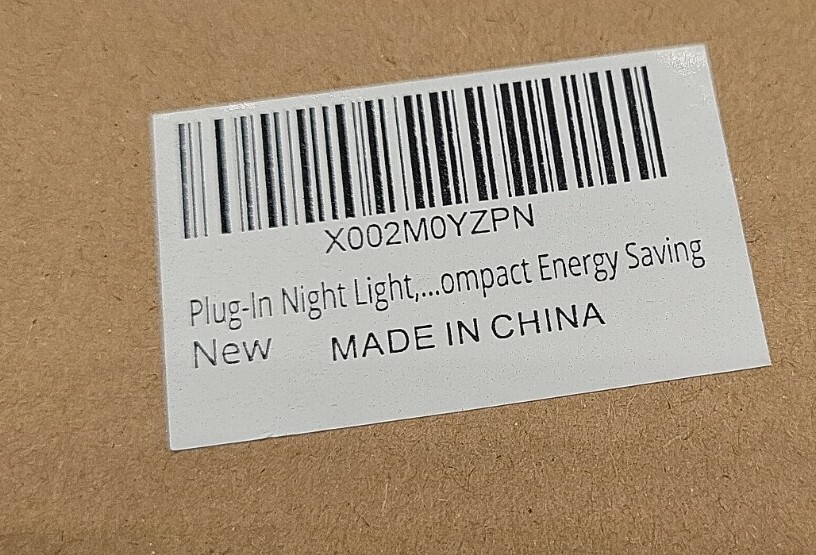 X002M0YZPN
Plug-In Night Light,...ompact Energy Saving
New MADE IN CHINA